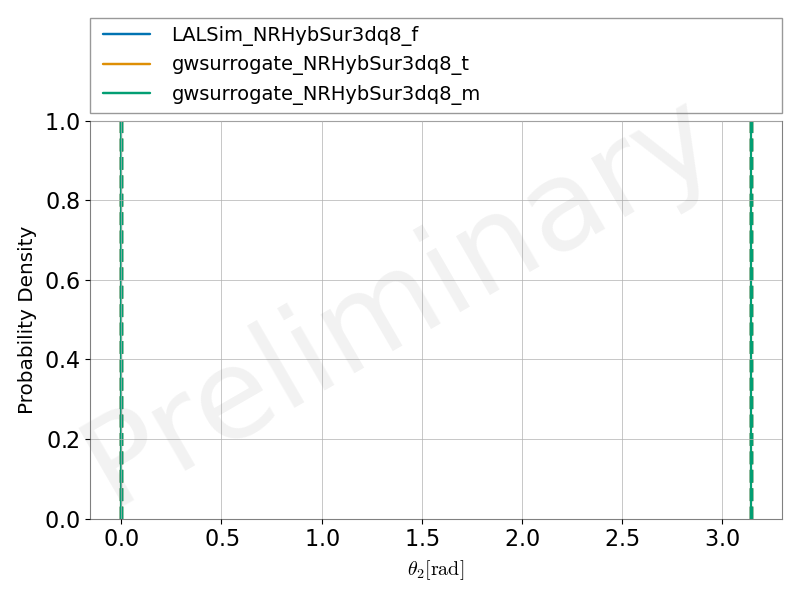 LALSim_NRHybSur3dq8_f
gwsurrogate_NRHybSur3dq8_t
gwsurrogate_NRHybSur3dq8_m
Preliminary
Probability Density
1.0
0.8
0.6
0.4
0.2
0.0
0.0 0.5 1.0 1.5 2.0 2.5 3.0
θ₂[rad]